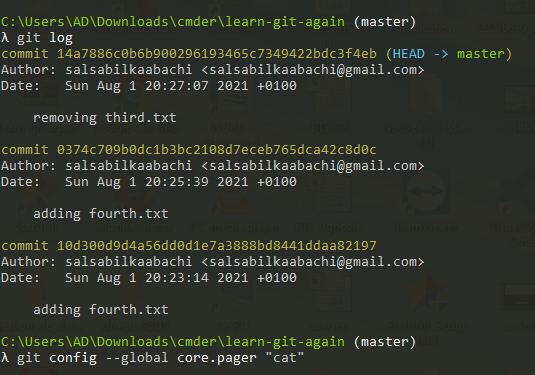 C:\Users\AD\Downloads\cmder\learn-git-again (master)
λ git log
commit 14a7886c0b6b900296193465c7349422bdc3f4eb (HEAD -> master)
Author: salsabilkaabachi <salsabilkaabachi@gmail.com>
Date:   Sun Aug 1 20:27:07 2021 +0100
    removing third.txt
commit 0374c709b0dc1b3bc2108d7eceb765dca42c8d0c
Author: salsabilkaabachi <salsabilkaabachi@gmail.com>
Date:   Sun Aug 1 20:25:39 2021 +0100
    adding fourth.txt
commit 10d300d9d4a56dd0d1e7a3888bd8441ddaa82197
Author: salsabilkaabachi <salsabilkaabachi@gmail.com>
Date:   Sun Aug 1 20:23:14 2021 +0100
    adding fourth.txt
C:\Users\AD\Downloads\cmder\learn-git-again (master)
λ git config --global core.pager "cat"